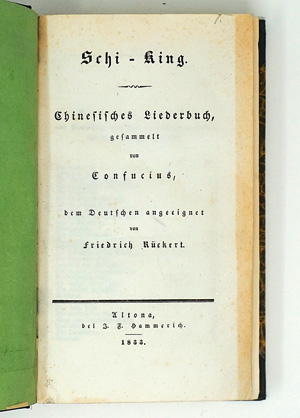 Schi-King.
Chinesisches Liederbuch,
gesammelt
von
Confucius,
dem Deutschen angeeignet
von
Friedrich Rückert.
Altona,
bei J. F. Hammerich.
1833.